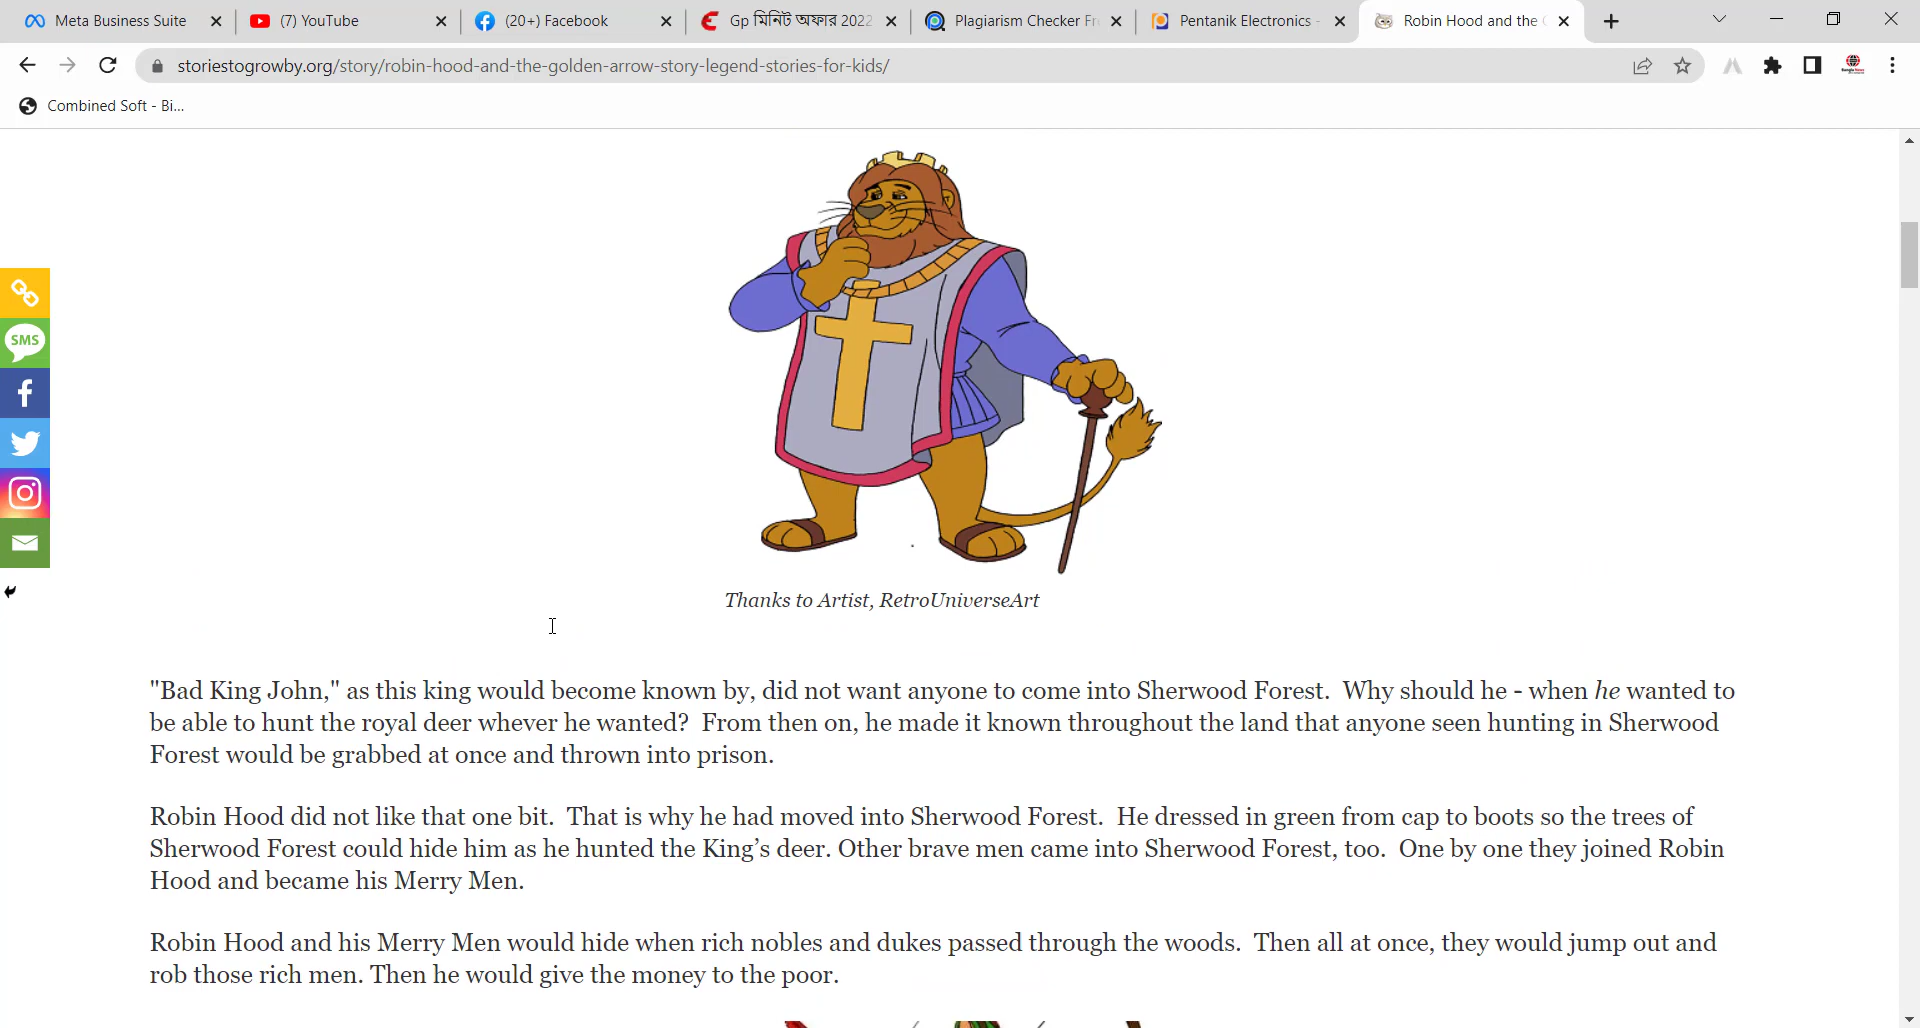 Meta Business Suite
(7) YouTube
(20+) Facebook
Gp মিনিট অফার 2022
Plagiarism Checker Fr
Pentanik Electronics -
Robin Hood and the
storiestogrowby.org/story/robin-hood-and-the-golden-arrow-story-legend-stories-for-kids/
Combined Soft - Bi...
SMS
Thanks to Artist, RetroUniverseArt
"Bad King John," as this king would become known by, did not want anyone to come into Sherwood Forest. Why should he - when he wanted to
be able to hunt the royal deer whever he wanted? From then on, he made it known throughout the land that anyone seen hunting in Sherwood
Forest would be grabbed at once and thrown into prison.
Robin Hood did not like that one bit. That is why he had moved into Sherwood Forest. He dressed in green from cap to boots so the trees of
Sherwood Forest could hide him as he hunted the King’s deer. Other brave men came into Sherwood Forest, too. One by one they joined Robin
Hood and became his Merry Men.
Robin Hood and his Merry Men would hide when rich nobles and dukes passed through the woods. Then all at once, they would jump out and
rob those rich men. Then he would give the money to the poor.